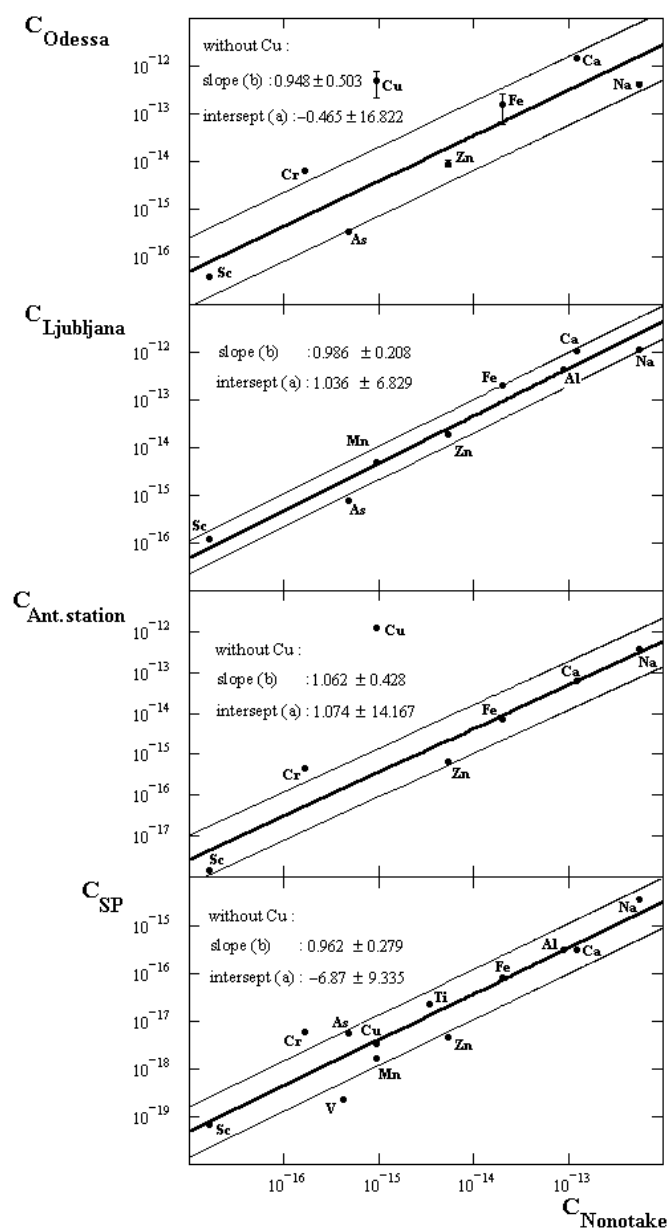 C Odessa
without Cu :
slope (b) : 0.948 ± 0.503
intersept (a) : −0.465 ± 16.822
10⁻¹²
10⁻¹³
10⁻¹⁴
10⁻¹⁵
10⁻¹⁶
Cu
Ca
Na
Fe
Zn
Cr
As
Sc
C Ljubljana
slope (b) : 0.986 ± 0.208
intersept (a) : 1.036 ± 6.829
10⁻¹²
10⁻¹³
10⁻¹⁴
10⁻¹⁵
10⁻¹⁶
Ca
Na
Fe
Al
Mn
Zn
As
Sc
C Ant. station
without Cu :
slope (b) : 1.062 ± 0.428
intersept (a) : 1.074 ± 14.167
10⁻¹²
10⁻¹³
10⁻¹⁴
10⁻¹⁵
10⁻¹⁶
10⁻¹⁷
Cu
Na
Ca
Fe
Cr
Zn
Sc
C SP
without Cu :
slope (b) : 0.962 ± 0.279
intersept (a) : −6.87 ± 9.335
10⁻¹⁵
10⁻¹⁶
10⁻¹⁷
10⁻¹⁸
10⁻¹⁹
Na
Al
Ca
Fe
Ti
As
Cu
Cr
Zn
Mn
V
Sc
10⁻¹⁶ 10⁻¹⁵ 10⁻¹⁴ 10⁻¹³
C Nonotake